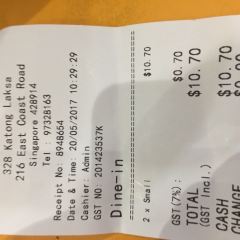 328 Katong Laksa
216 East Coast Road
Singapore 428914
Tel : 97328163
Receipt No: 8948654
Date/Time: 20/05/2017 10:29:29
Cashier: Admin
GST NO. 201423537K
Dine-in
2 x Small $10.70
GST(7%): $0.70
TOTAL $10.70
(GST Incl.)
CASH $10.70
CHANGE